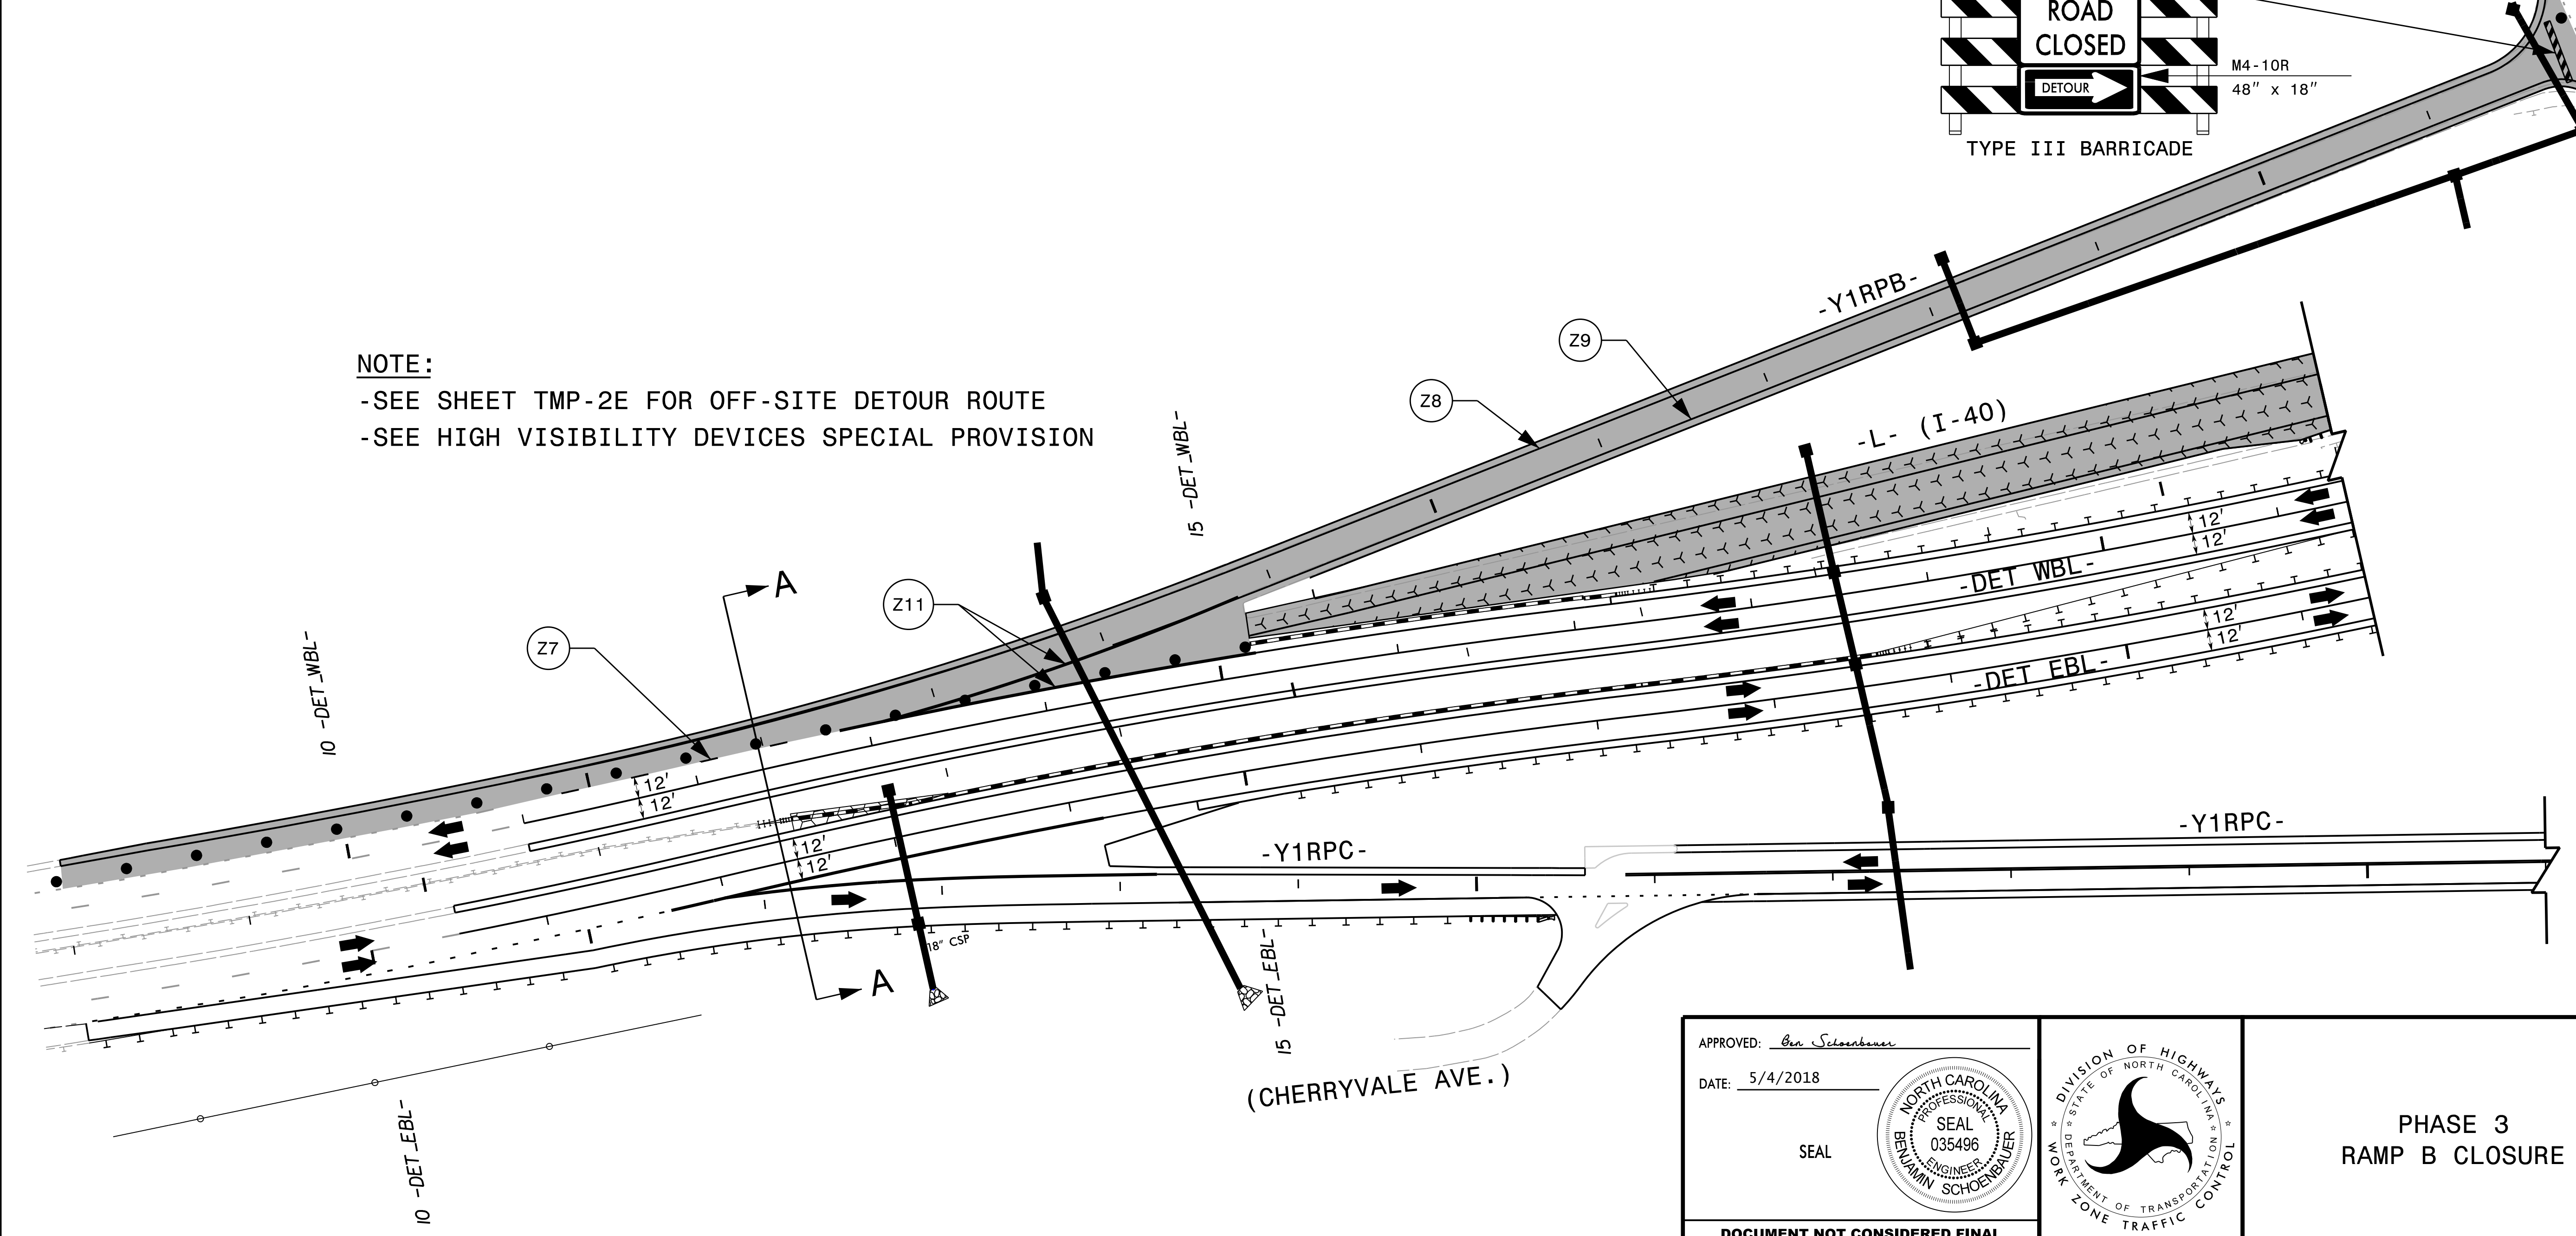 ROAD
CLOSED
DETOUR
M4-10R
48" x 18"
TYPE III BARRICADE
NOTE:
-SEE SHEET TMP-2E FOR OFF-SITE DETOUR ROUTE
-SEE HIGH VISIBILITY DEVICES SPECIAL PROVISION
-Y1RPB-
Z9
Z8
-L- (I-40)
15 -DET_WBL-
A
Z11
Z7
10 -DET_WBL-
12'
12'
-DET WBL-
12'
12'
-DET EBL-
12'
12'
12'
12'
-Y1RPC-
-Y1RPC-
18" CSP
A
15 -DET_EBL-
(CHERRYVALE AVE.)
10 -DET_EBL-
APPROVED: Ben Schoenbauer
DATE: 5/4/2018
SEAL
NORTH CAROLINA
PROFESSIONAL
SEAL
035496
ENGINEER
BENJAMIN SCHOENBAUER
DIVISION OF HIGHWAYS
STATE OF NORTH CAROLINA
DEPARTMENT OF TRANSPORTATION
WORK ZONE TRAFFIC CONTROL
PHASE 3
RAMP B CLOSURE
DOCUMENT NOT CONSIDERED FINAL